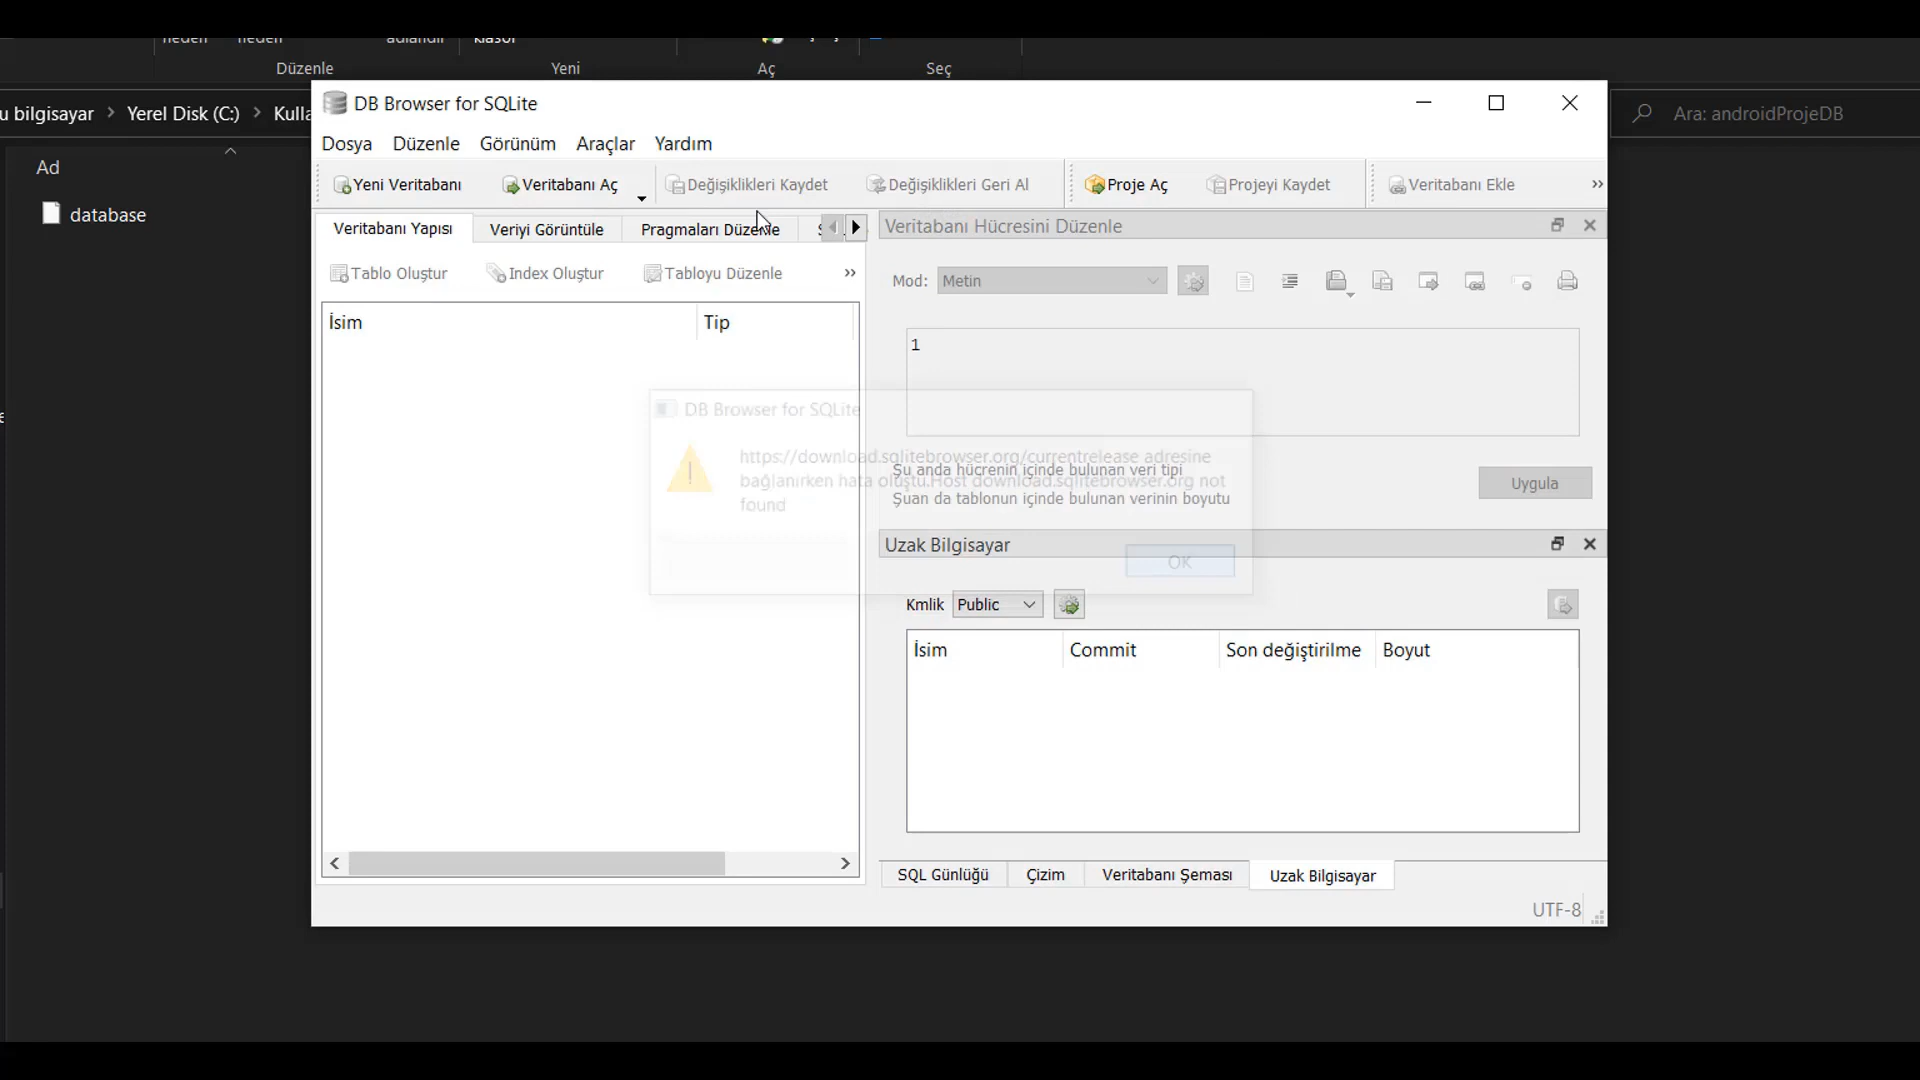 Düzenle
Yeni
Aç
Seç
bilgisayar
Yerel Disk (C:)
Ara: androidProjeDB
Ad
database
DB Browser for SQLite
Dosya
Düzenle
Görünüm
Araçlar
Yardım
Yeni Veritabanı
Veritabanı Aç
Değişiklikleri Kaydet
Değişiklikleri Geri Al
Proje Aç
Projeyi Kaydet
Veritabanı Ekle
»
Veritabanı Yapısı
Veriyi Görüntüle
Pragmaları Düzenle
Tablo Oluştur
Index Oluştur
Tabloyu Düzenle
»
İsim
Tip
Veritabanı Hücresini Düzenle
Mod:
Metin
1
DB Browser for SQLite
https://download.sqlitebrowser.org/currentrelease adresine
bağlanırken hata oluştu.Host download.sqlitebrowser.org not
found
OK
Şu anda hücrenin içinde bulunan veri tipi
Şuan da tablonun içinde bulunan verinin boyutu
Uygula
Uzak Bilgisayar
Kmlik
Public
İsim
Commit
Son değiştirilme
Boyut
SQL Günlüğü
Çizim
Veritabanı Şeması
Uzak Bilgisayar
UTF-8